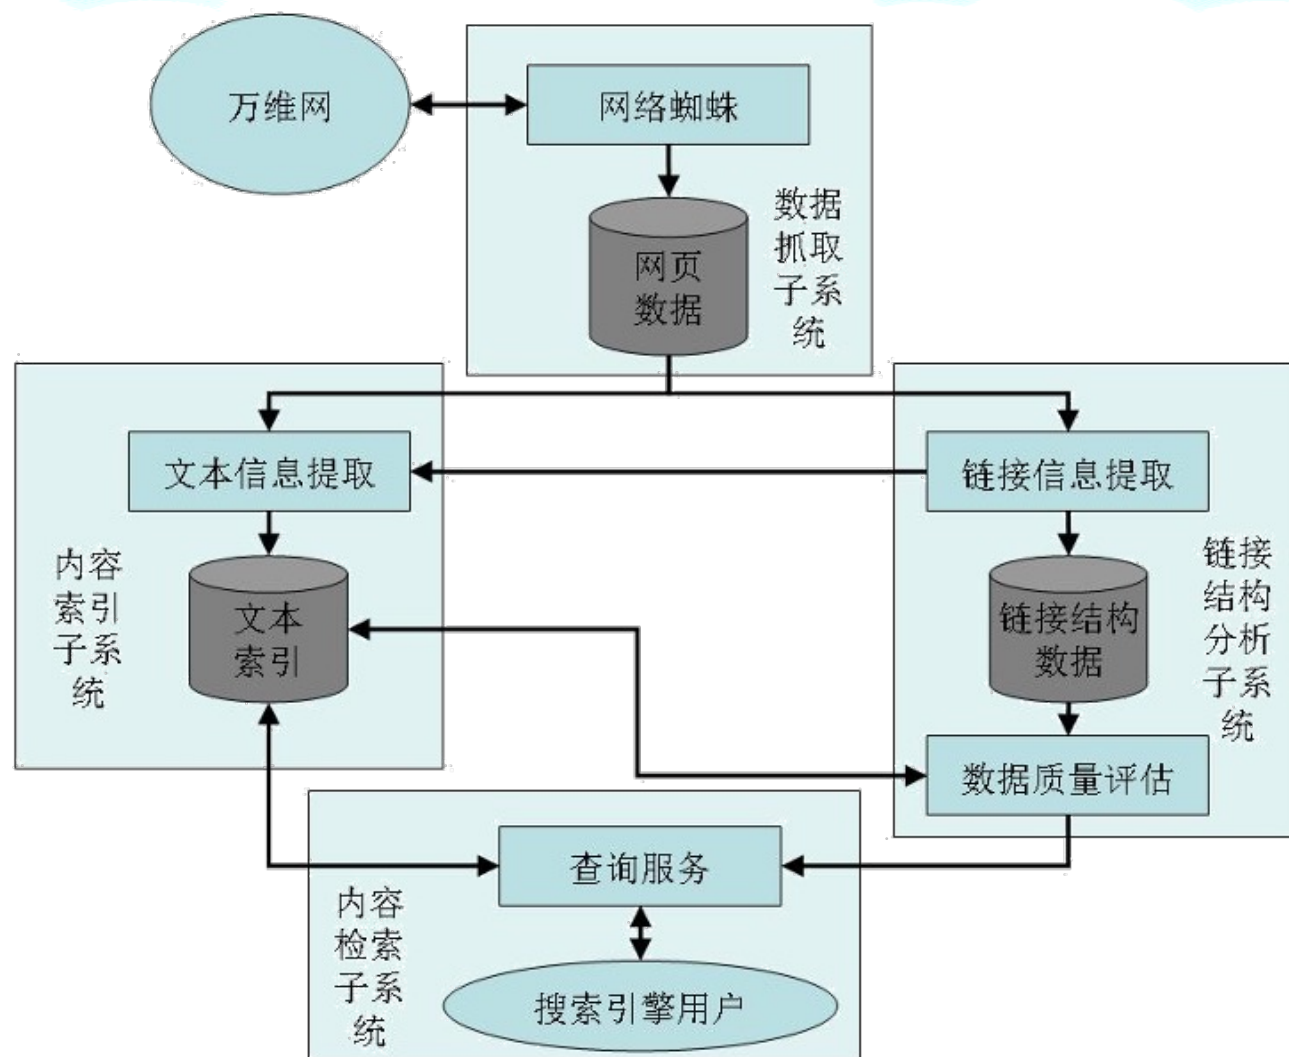 万维网
网络蜘蛛
数据
抓取
子系
统
网页
数据
文本信息提取
链接信息提取
内容
索引
子系
统
文本
索引
链接结构
数据
链接
结构
分析
子系
统
数据质量评估
查询服务
内容
检索
子系
统
搜索引擎用户